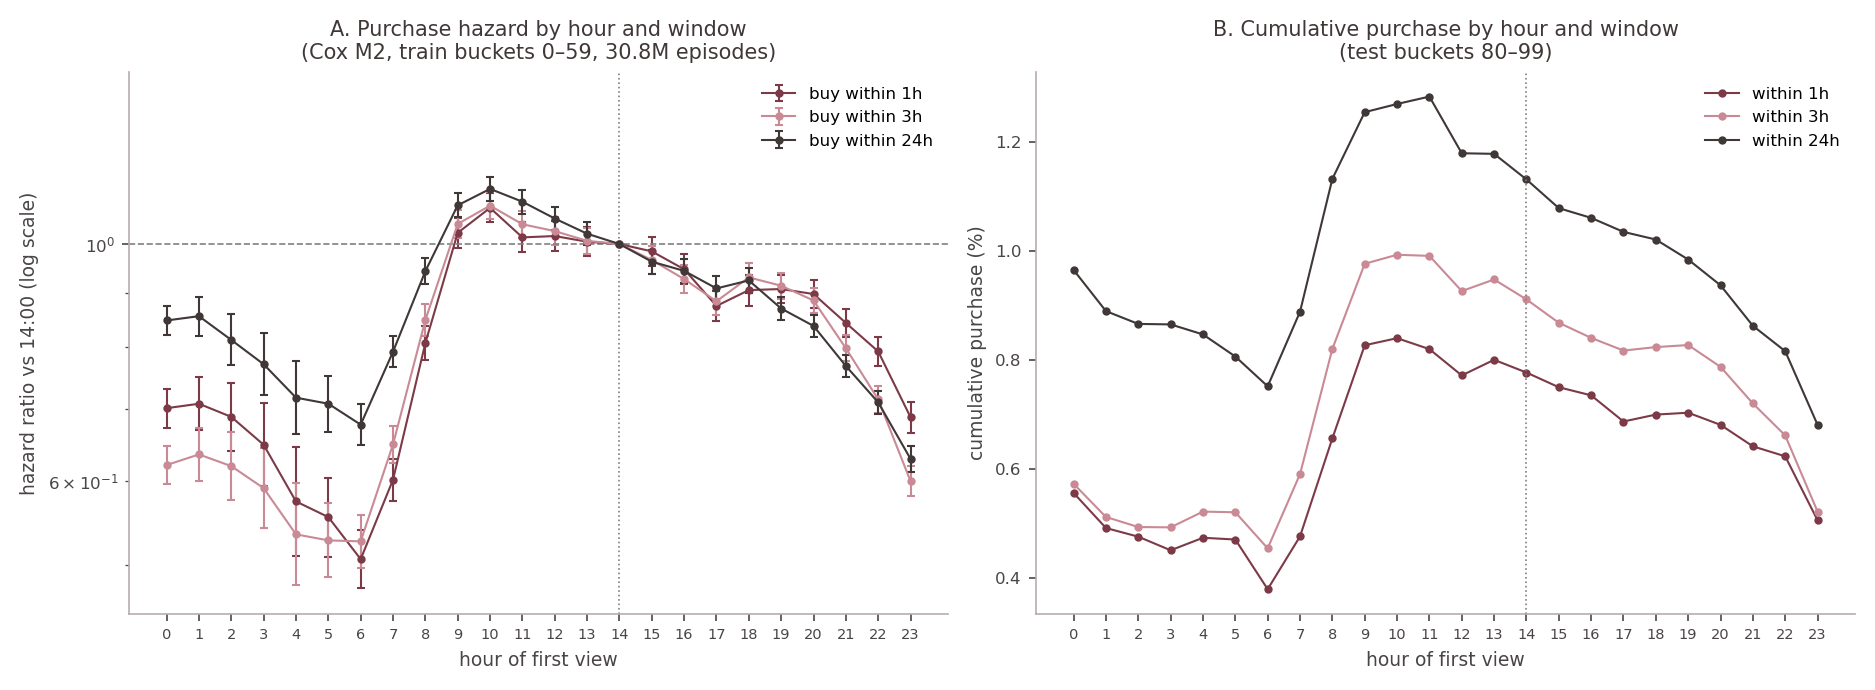 A. Purchase hazard by hour and window
(Cox M2, train buckets 0–59, 30.8M episodes)
buy within 1h
buy within 3h
buy within 24h
hazard ratio vs 14:00 (log scale)
10⁰
6 × 10⁻¹
0 1 2 3 4 5 6 7 8 9 10 11 12 13 14 15 16 17 18 19 20 21 22 23
hour of first view
B. Cumulative purchase by hour and window
(test buckets 80–99)
within 1h
within 3h
within 24h
cumulative purchase (%)
1.2
1.0
0.8
0.6
0.4
0 1 2 3 4 5 6 7 8 9 10 11 12 13 14 15 16 17 18 19 20 21 22 23
hour of first view